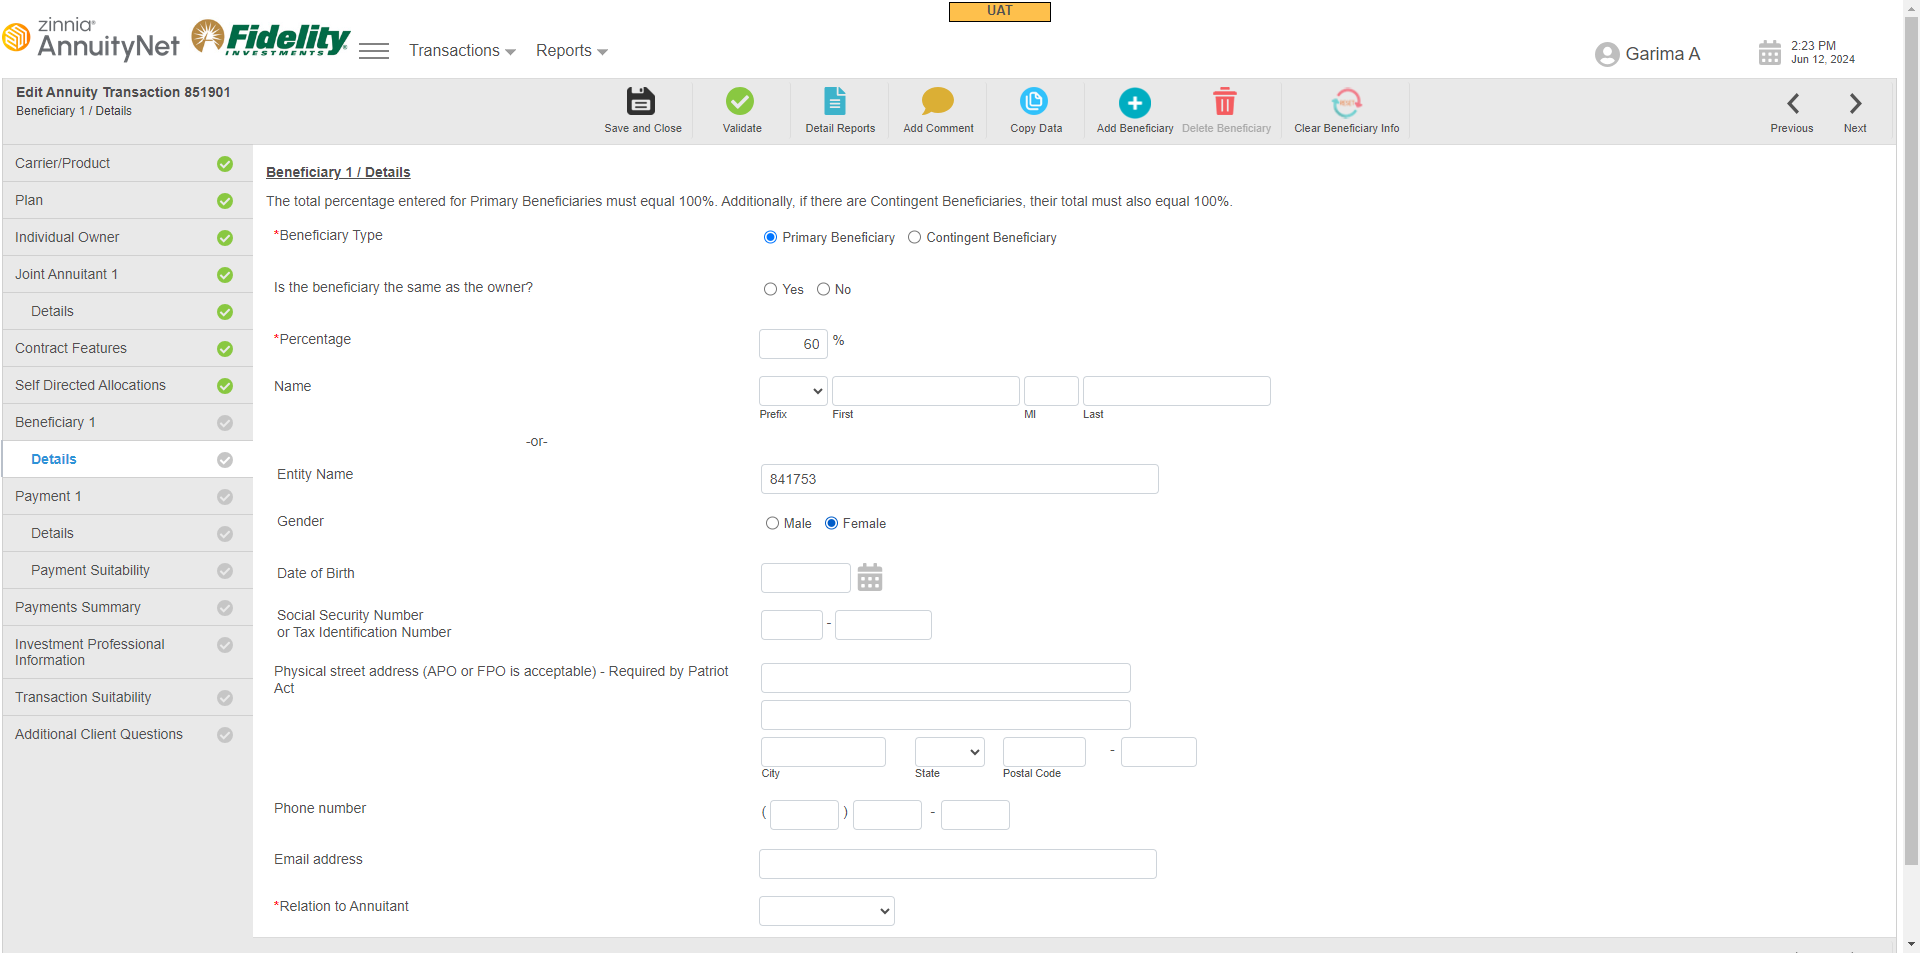 UAT
zinnia
AnnuityNet
Fidelity
INVESTMENTS
Transactions
Reports
Garima A
2:23 PM
Jun 12, 2024
Edit Annuity Transaction 851901
Beneficiary 1 / Details
Save and Close
Validate
Detail Reports
Add Comment
Copy Data
Add Beneficiary
Delete Beneficiary
RESET
Clear Beneficiary Info
Previous
Next
Carrier/Product
Plan
Individual Owner
Joint Annuitant 1
Details
Contract Features
Self Directed Allocations
Beneficiary 1
Details
Payment 1
Details
Payment Suitability
Payments Summary
Investment Professional
Information
Transaction Suitability
Additional Client Questions
Beneficiary 1 / Details
The total percentage entered for Primary Beneficiaries must equal 100%. Additionally, if there are Contingent Beneficiaries, their total must also equal 100%.
*Beneficiary Type
Primary Beneficiary
Contingent Beneficiary
Is the beneficiary the same as the owner?
Yes
No
*Percentage
60 %
Name
Prefix
First
MI
Last
-or-
Entity Name
841753
Gender
Male
Female
Date of Birth
Social Security Number
or Tax Identification Number
-
Physical street address (APO or FPO is acceptable) - Required by Patriot
Act
City
State
Postal Code
-
Phone number
( ) -
Email address
*Relation to Annuitant